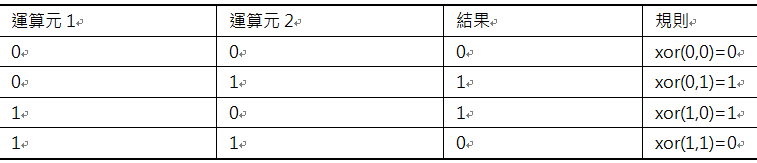 運算元 1 運算元 2 結果 規則
0 0 0 xor(0,0)=0
0 1 1 xor(0,1)=1
1 0 1 xor(1,0)=1
1 1 0 xor(1,1)=0